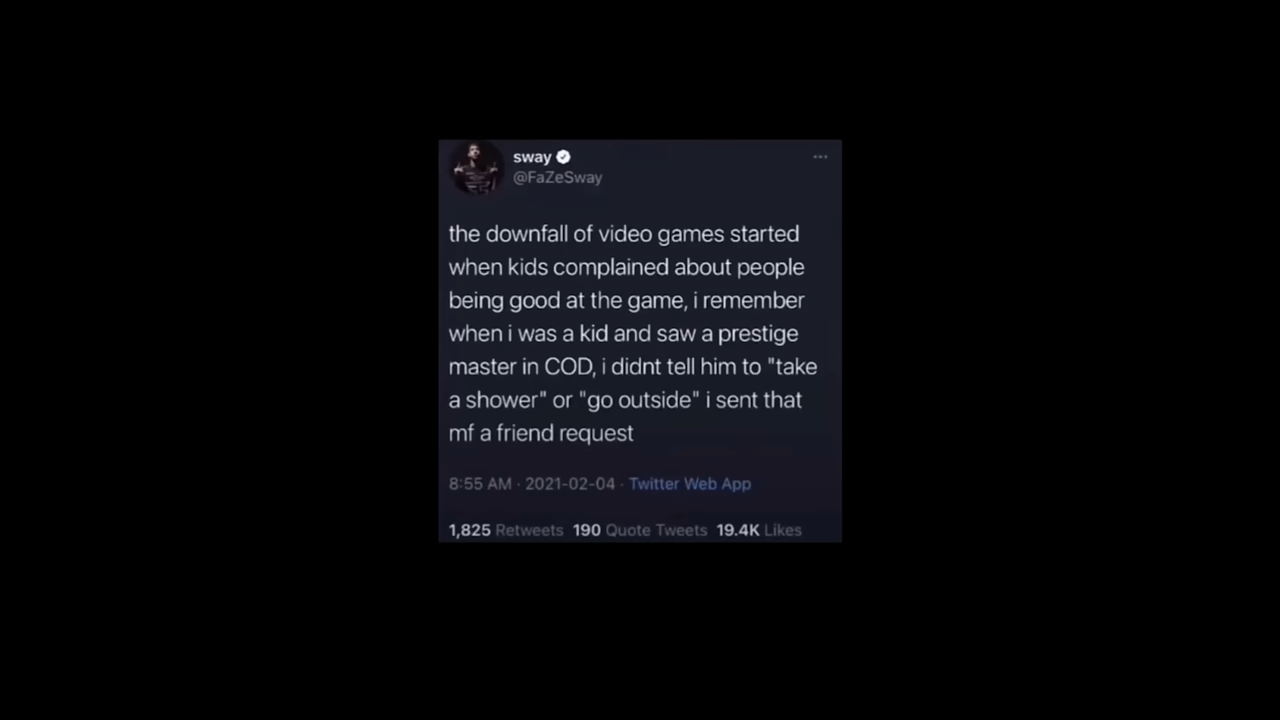 sway
@FaZeSway
the downfall of video games started
when kids complained about people
being good at the game, i remember
when i was a kid and saw a prestige
master in COD, i didnt tell him to "take
a shower" or "go outside" i sent that
mf a friend request
8:55 AM · 2021-02-04 · Twitter Web App
1,825 Retweets 190 Quote Tweets 19.4K Likes